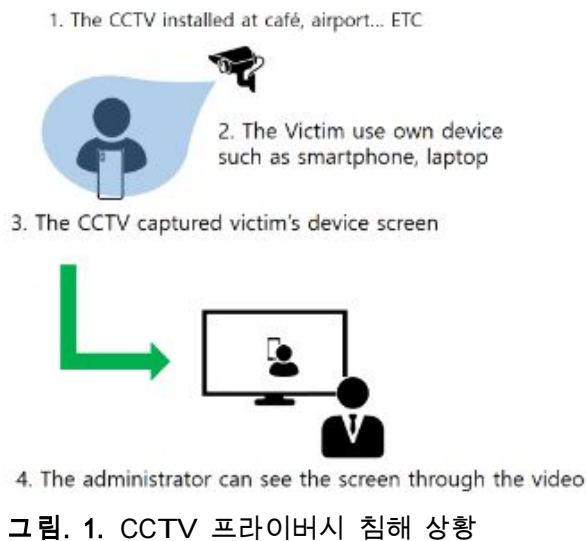 1. The CCTV installed at café, airport... ETC
2. The Victim use own device
such as smartphone, laptop
3. The CCTV captured victim's device screen
4. The administrator can see the screen through the video
그림. 1. CCTV 프라이버시 침해 상황